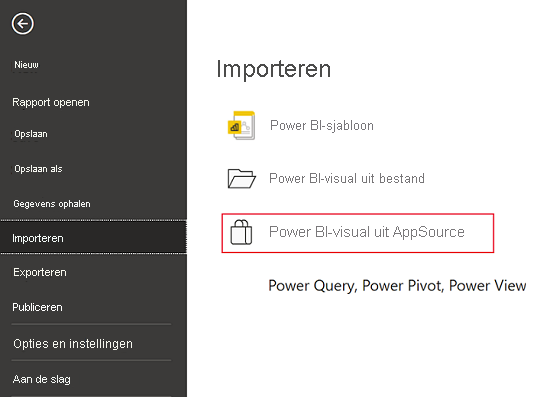 Nieuw
Rapport openen
Opslaan
Opslaan als
Gegevens ophalen
Importeren
Exporteren
Publiceren
Opties en instellingen
Aan de slag
Importeren
Power BI-sjabloon
Power BI-visual uit bestand
Power BI-visual uit AppSource
Power Query, Power Pivot, Power View